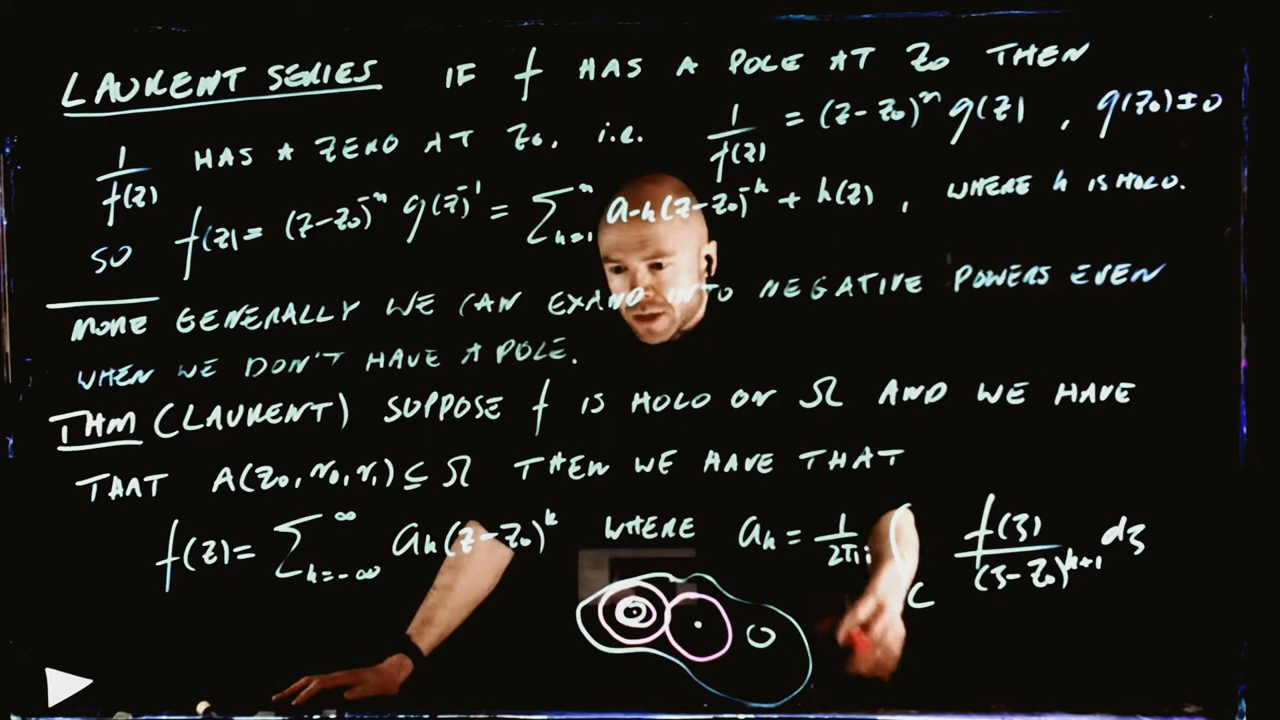 LAURENT SERIES IF f HAS A POLE AT z₀ THEN
1/f(z) HAS A ZERO AT z₀, i.e. 1/f(z) = (z-z₀)ⁿ g(z), g(z₀)≠0
SO f(z) = (z-z₀)⁻ⁿ g(z)⁻¹ = ∑_{k=1}^{n} a₋ₖ(z-z₀)⁻ᵏ + h(z), WHERE h IS HOLO.
MORE GENERALLY WE CAN EXPAND INTO NEGATIVE POWERS EVEN
WHEN WE DON'T HAVE A POLE.
THM (LAURENT) SUPPOSE f IS HOLO ON Ω AND WE HAVE
THAT A(z₀, r₀, r₁) ⊆ Ω THEN WE HAVE THAT
f(z) = ∑_{k=-∞}^{∞} aₖ(z-z₀)ᵏ WHERE aₖ = 1/2πi ∫_C f(ζ)/(ζ-z₀)ᵏ⁺¹ dζ